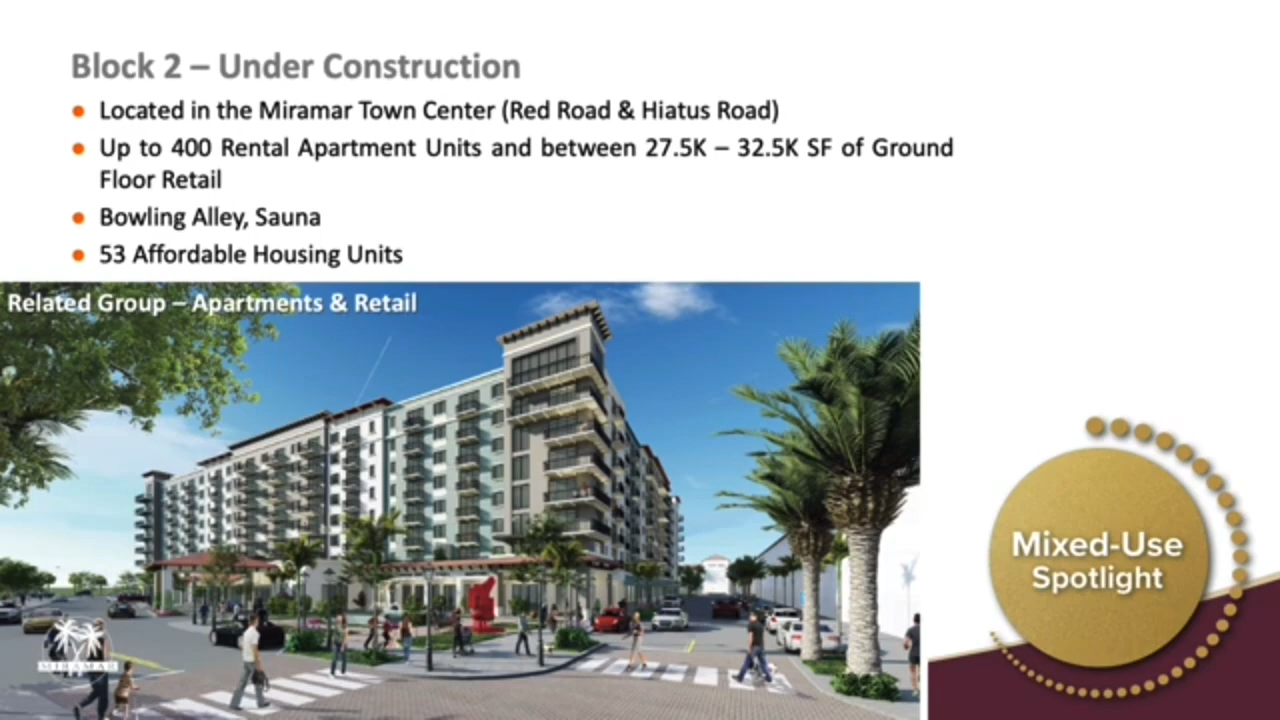 Block 2 – Under Construction
Located in the Miramar Town Center (Red Road & Hiatus Road)
Up to 400 Rental Apartment Units and between 27.5K – 32.5K SF of Ground
Floor Retail
Bowling Alley, Sauna
53 Affordable Housing Units
Related Group – Apartments & Retail
Mixed-Use
Spotlight
MIRAMAR